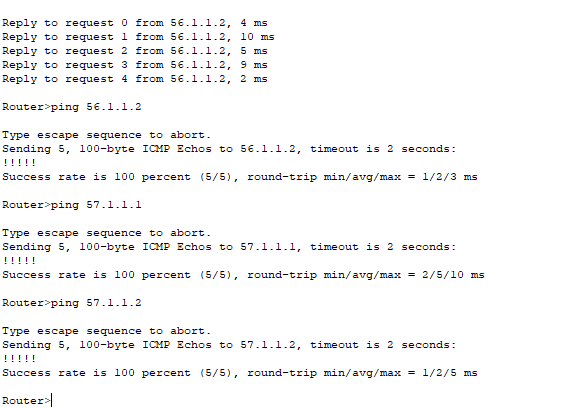 Reply to request 0 from 56.1.1.2, 4 ms
Reply to request 1 from 56.1.1.2, 10 ms
Reply to request 2 from 56.1.1.2, 5 ms
Reply to request 3 from 56.1.1.2, 9 ms
Reply to request 4 from 56.1.1.2, 2 ms
Router>ping 56.1.1.2
Type escape sequence to abort.
Sending 5, 100-byte ICMP Echos to 56.1.1.2, timeout is 2 seconds:
!!!!!
Success rate is 100 percent (5/5), round-trip min/avg/max = 1/2/3 ms
Router>ping 57.1.1.1
Type escape sequence to abort.
Sending 5, 100-byte ICMP Echos to 57.1.1.1, timeout is 2 seconds:
!!!!!
Success rate is 100 percent (5/5), round-trip min/avg/max = 2/5/10 ms
Router>ping 57.1.1.2
Type escape sequence to abort.
Sending 5, 100-byte ICMP Echos to 57.1.1.2, timeout is 2 seconds:
!!!!!
Success rate is 100 percent (5/5), round-trip min/avg/max = 1/2/5 ms
Router>